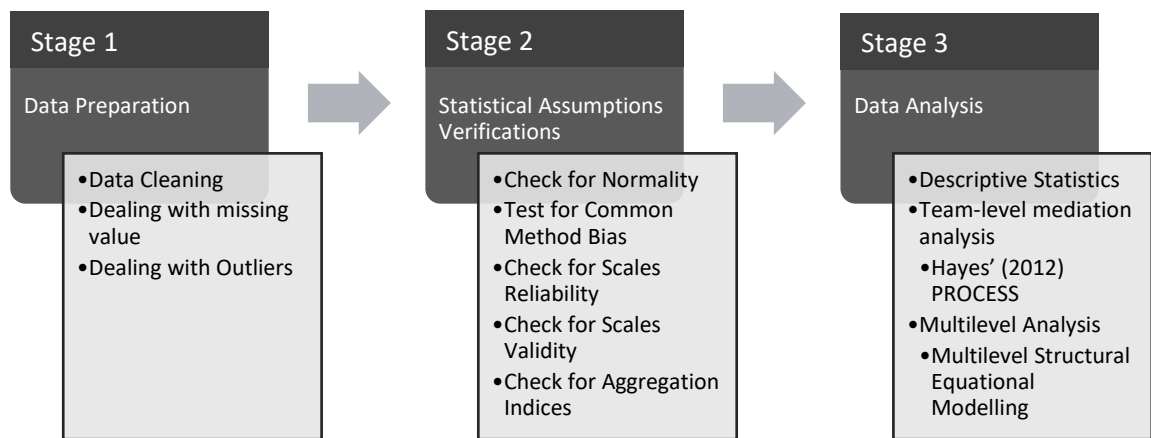 Stage 1
Data Preparation
•Data Cleaning
•Dealing with missing
value
•Dealing with Outliers
Stage 2
Statistical Assumptions
Verifications
•Check for Normality
•Test for Common
Method Bias
•Check for Scales
Reliability
•Check for Scales
Validity
•Check for Aggregation
Indices
Stage 3
Data Analysis
•Descriptive Statistics
•Team-level mediation
analysis
•Hayes’ (2012)
PROCESS
•Multilevel Analysis
•Multilevel Structural
Equational
Modelling